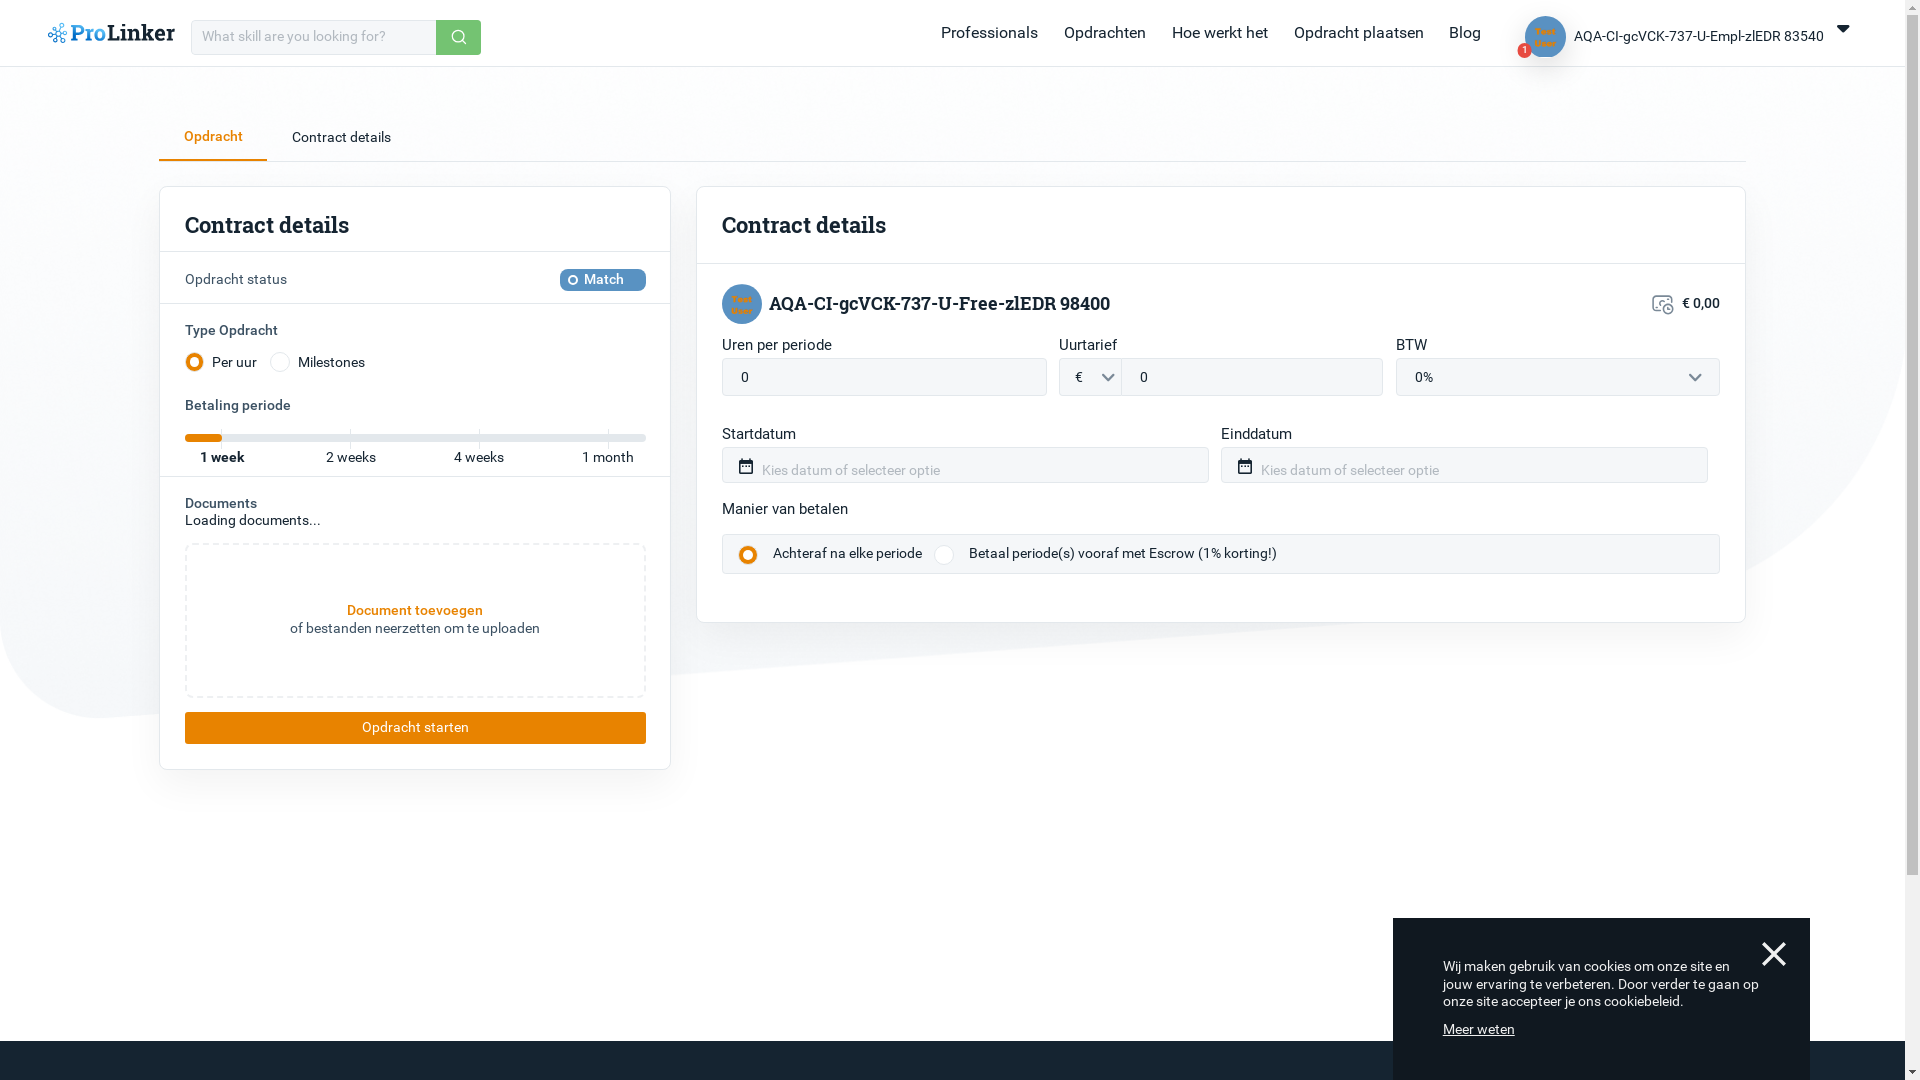 ProLinker
What skill are you looking for?
Professionals
Opdrachten
Hoe werkt het
Opdracht plaatsen
Blog
1
Test
User
AQA-CI-gcVCK-737-U-Empl-zlEDR 83540
Opdracht
Contract details
Contract details
Opdracht status
Match
Type Opdracht
Per uur
Milestones
Betaling periode
1 week
2 weeks
4 weeks
1 month
Documents
Loading documents...
Document toevoegen
of bestanden neerzetten om te uploaden
Opdracht starten
Contract details
Test
User
AQA-CI-gcVCK-737-U-Free-zlEDR 98400
€ 0,00
Uren per periode
Uurtarief
BTW
0
€
0
0%
Startdatum
Einddatum
Kies datum of selecteer optie
Kies datum of selecteer optie
Manier van betalen
Achteraf na elke periode
Betaal periode(s) vooraf met Escrow (1% korting!)
Wij maken gebruik van cookies om onze site en
jouw ervaring te verbeteren. Door verder te gaan op
onze site accepteer je ons cookiebeleid.
Meer weten